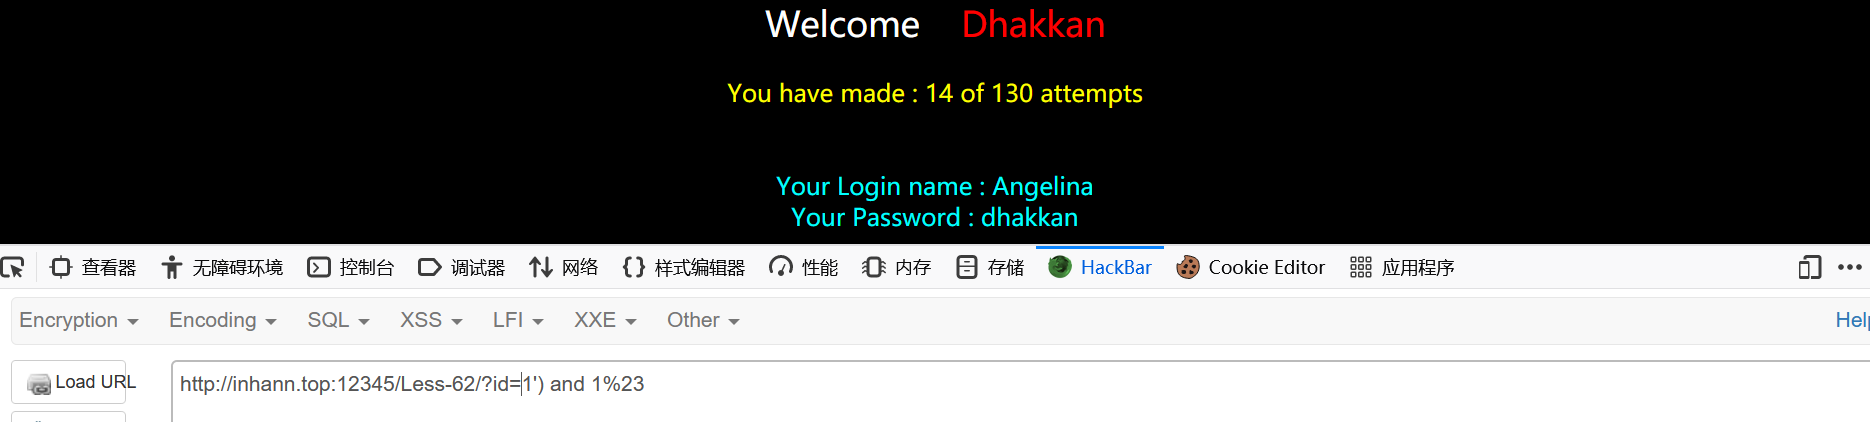 Welcome Dhakkan
You have made : 14 of 130 attempts
Your Login name : Angelina
Your Password : dhakkan
查看器 无障碍环境 控制台 调试器 网络 样式编辑器 性能 内存 存储 HackBar Cookie Editor 应用程序
Encryption Encoding SQL XSS LFI XXE Other Help
Load URL http://inhann.top:12345/Less-62/?id=1') and 1%23